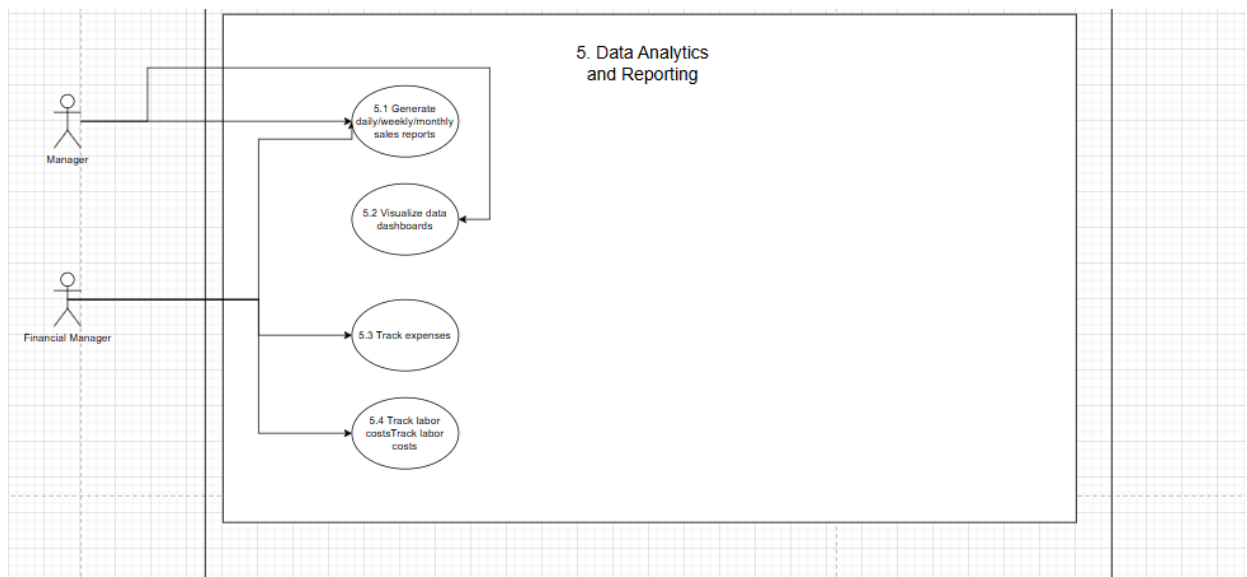 5. Data Analytics
and Reporting
5.1 Generate
daily/weekly/monthly
sales reports
Manager
5.2 Visualize data
dashboards
Financial Manager
5.3 Track expenses
5.4 Track labor
costsTrack labor
costs